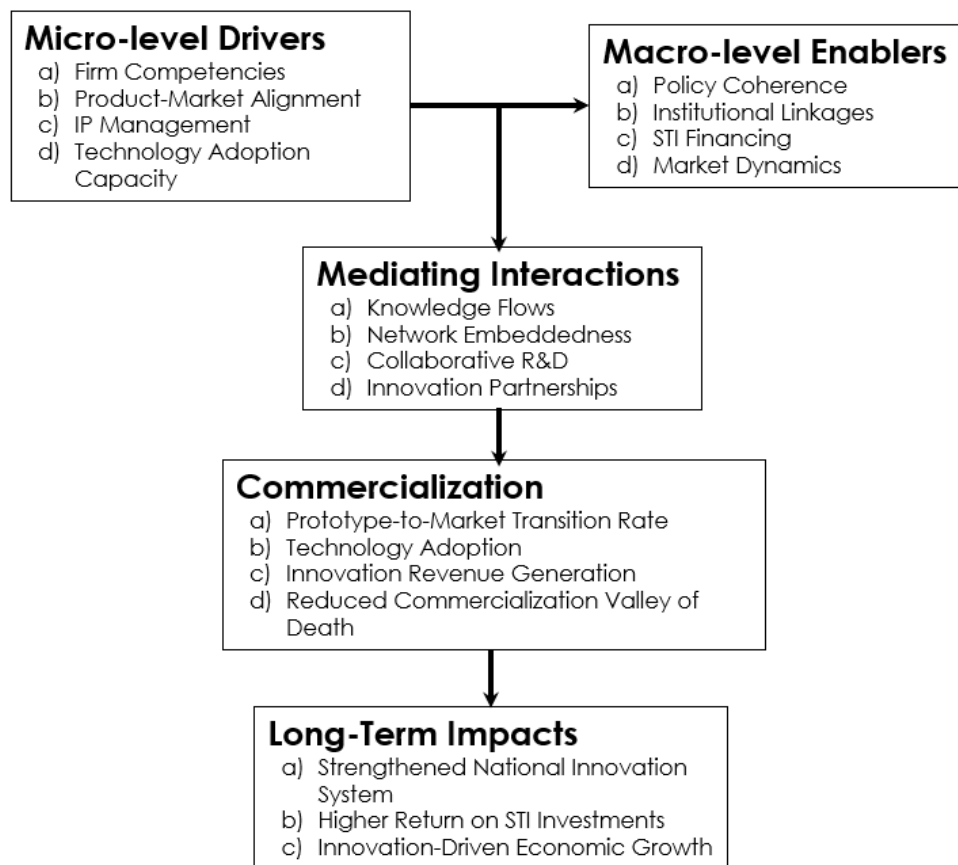 Micro-level Drivers
a) Firm Competencies
b) Product-Market Alignment
c) IP Management
d) Technology Adoption
Capacity
Macro-level Enablers
a) Policy Coherence
b) Institutional Linkages
c) STI Financing
d) Market Dynamics
Mediating Interactions
a) Knowledge Flows
b) Network Embeddedness
c) Collaborative R&D
d) Innovation Partnerships
Commercialization
a) Prototype-to-Market Transition Rate
b) Technology Adoption
c) Innovation Revenue Generation
d) Reduced Commercialization Valley of
Death
Long-Term Impacts
a) Strengthened National Innovation
System
b) Higher Return on STI Investments
c) Innovation-Driven Economic Growth